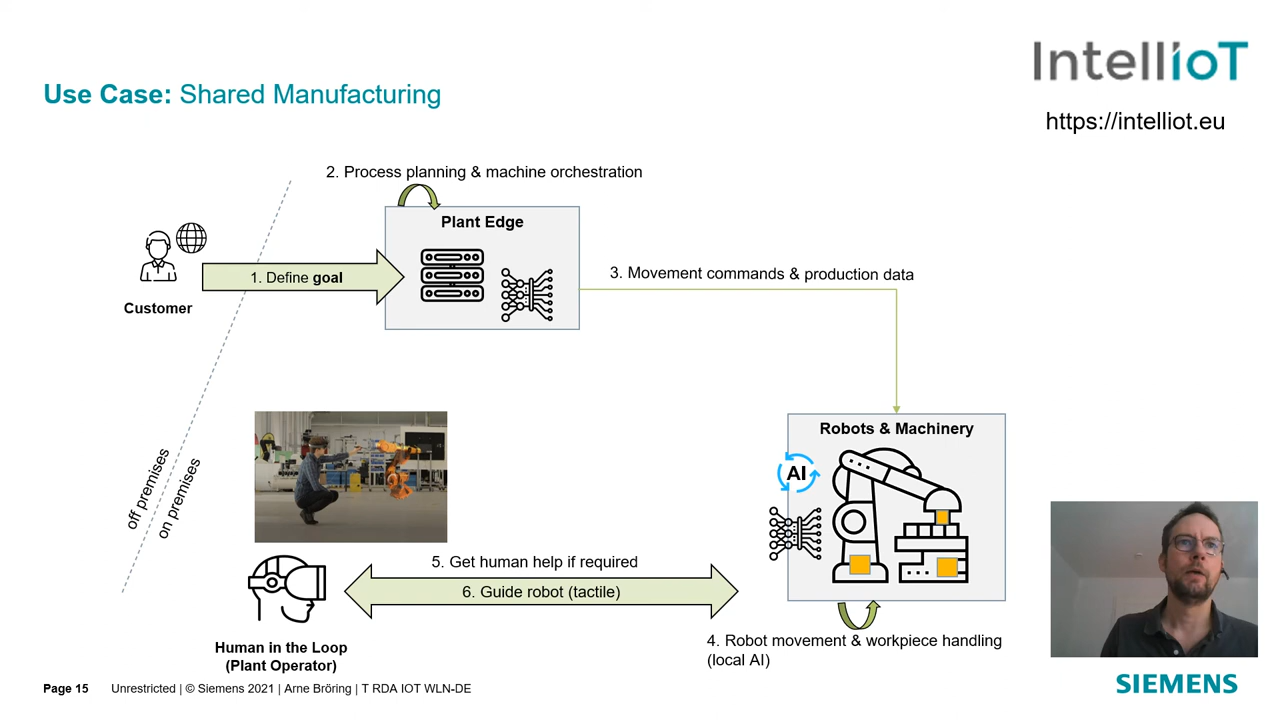 IntellIoT
https://intelliot.eu
Use Case: Shared Manufacturing
2. Process planning & machine orchestration
Plant Edge
1. Define goal
Customer
3. Movement commands & production data
off premises
on premises
Robots & Machinery
AI
5. Get human help if required
6. Guide robot (tactile)
4. Robot movement & workpiece handling
(local AI)
Human in the Loop
(Plant Operator)
Page 15 Unrestricted | © Siemens 2021 | Arne Bröring | T RDA IOT WLN-DE
SIEMENS